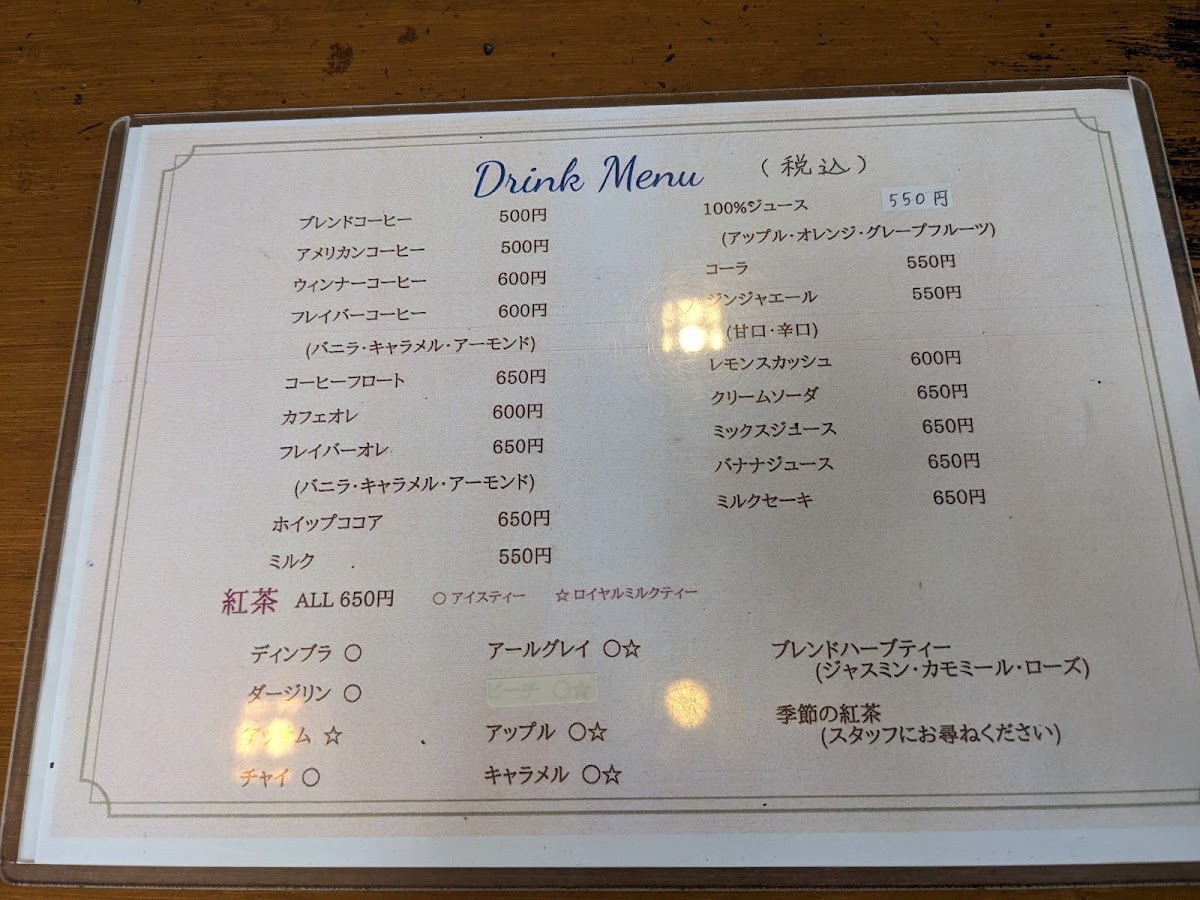 Drink Menu （税込）
ブレンドコーヒー 500円
アメリカンコーヒー 500円
ウィンナーコーヒー 600円
フレイバーコーヒー 600円
(バニラ・キャラメル・アーモンド)
コーヒーフロート 650円
カフェオレ 600円
フレイバーオレ 650円
(バニラ・キャラメル・アーモンド)
ホイップココア 650円
ミルク 550円
100%ジュース 550円
(アップル・オレンジ・グレープフルーツ)
コーラ 550円
ジンジャエール 550円
(甘口・辛口)
レモンスカッシュ 600円
クリームソーダ 650円
ミックスジュース 650円
バナナジュース 650円
ミルクセーキ 650円
紅茶 ALL 650円 ○アイスティー ☆ロイヤルミルクティー
ディンブラ ○
ダージリン ○
アッサム ☆
チャイ ○
アールグレイ ○☆
ピーチ ○☆
アップル ○☆
キャラメル ○☆
ブレンドハーブティー
(ジャスミン・カモミール・ローズ)
季節の紅茶
(スタッフにお尋ねください)